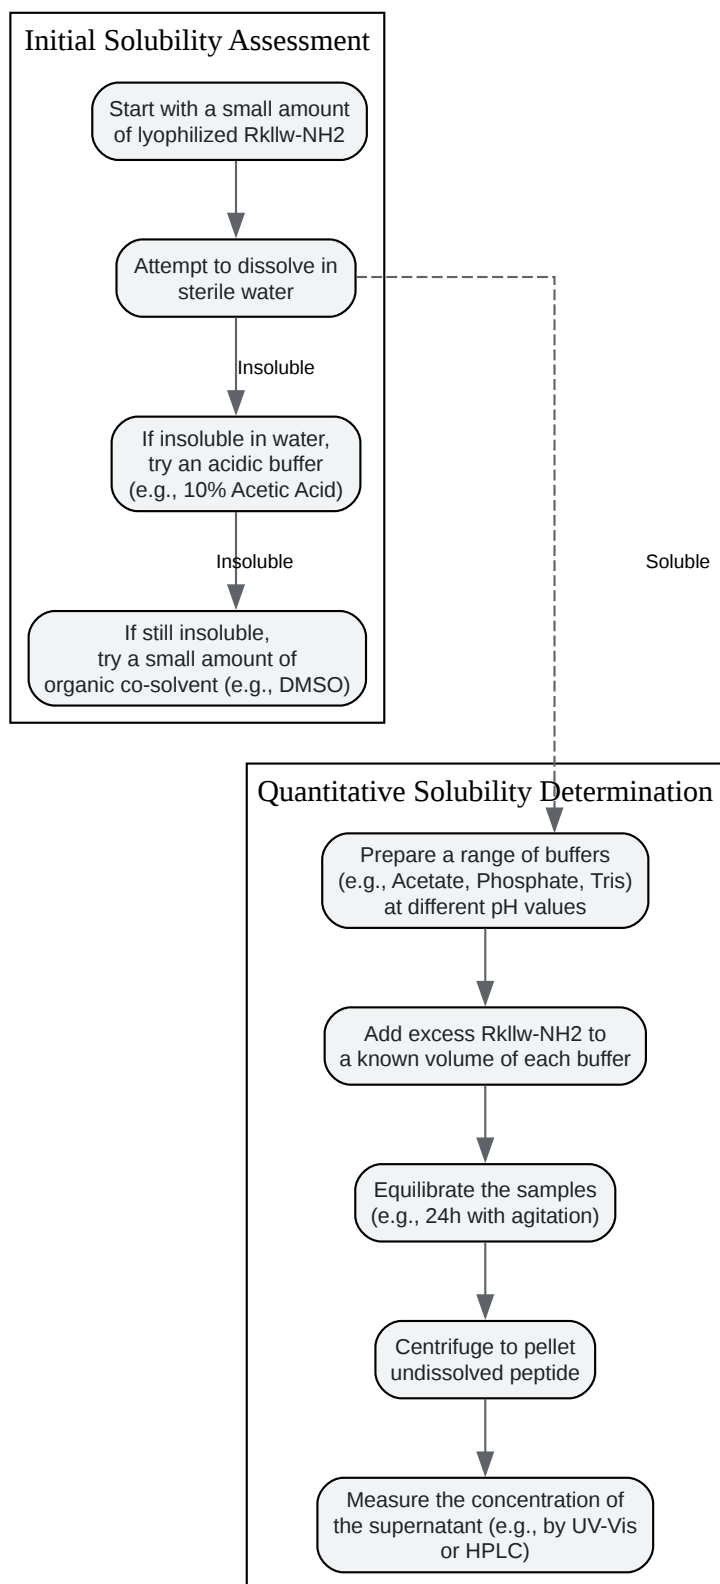 Initial Solubility Assessment
Start with a small amount
of lyophilized Rkllw-NH2
Attempt to dissolve in
sterile water
Insoluble
If insoluble in water,
try an acidic buffer
(e.g., 10% Acetic Acid)
Insoluble
Soluble
If still insoluble,
try a small amount of
organic co-solvent (e.g., DMSO)
Quantitative Solubility Determination
Prepare a range of buffers
(e.g., Acetate, Phosphate, Tris)
at different pH values
Add excess Rkllw-NH2 to
a known volume of each buffer
Equilibrate the samples
(e.g., 24h with agitation)
Centrifuge to pellet
undissolved peptide
Measure the concentration of
the supernatant (e.g., by UV-Vis
or HPLC)